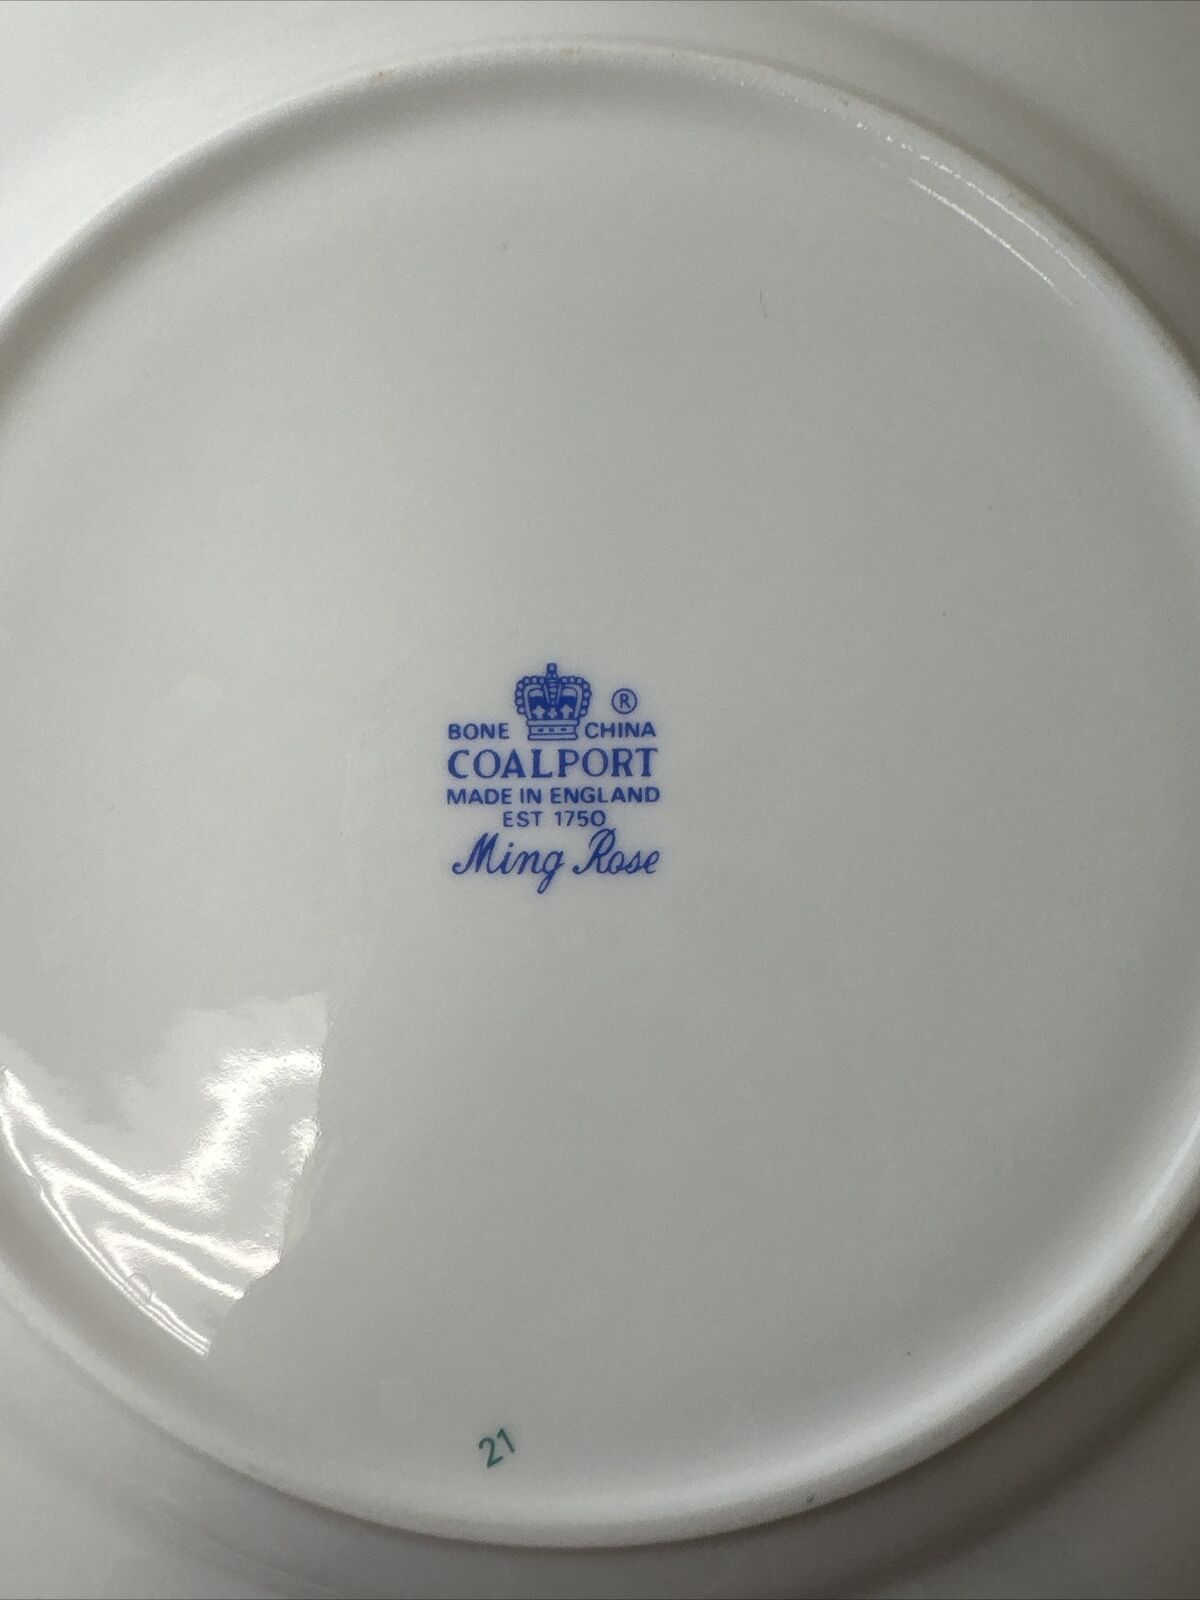 ®
BONE CHINA
COALPORT
MADE IN ENGLAND
EST 1750
Ming Rose
21